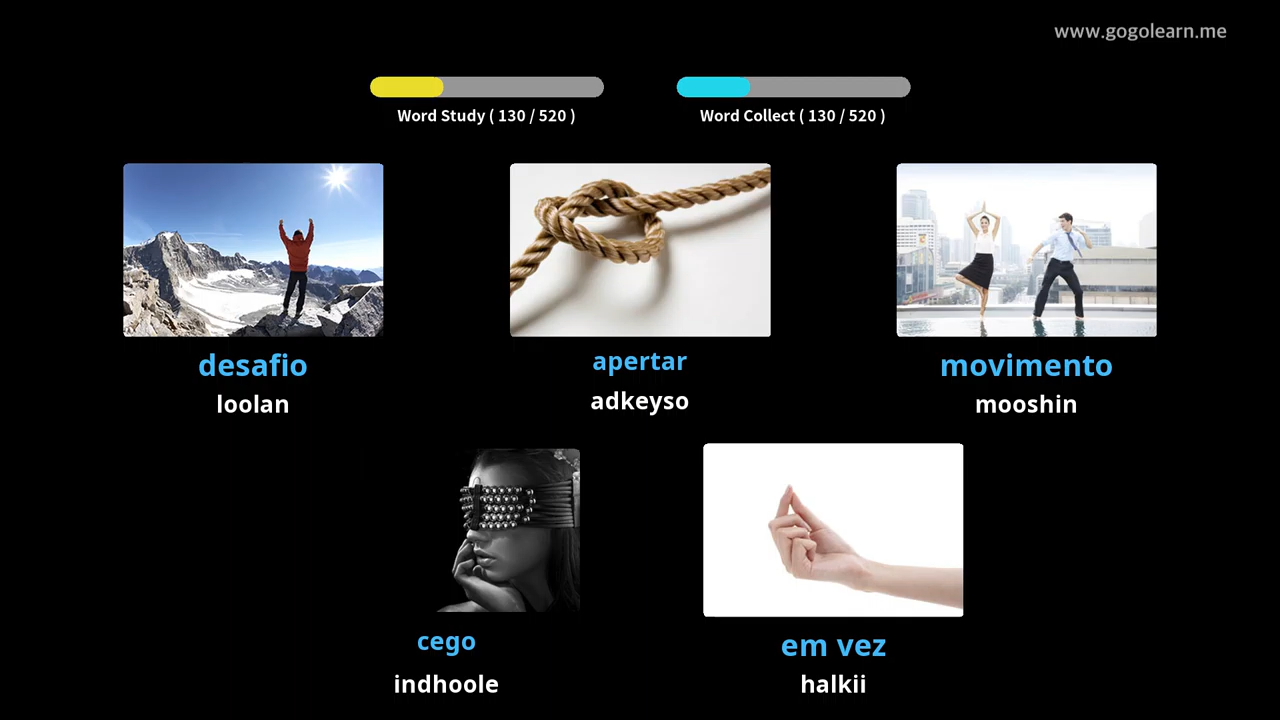 www.gogolearn.me
Word Study ( 130 / 520 )
Word Collect ( 130 / 520 )
desafio
loolan
apertar
adkeyso
movimento
mooshin
cego
indhoole
em vez
halkii